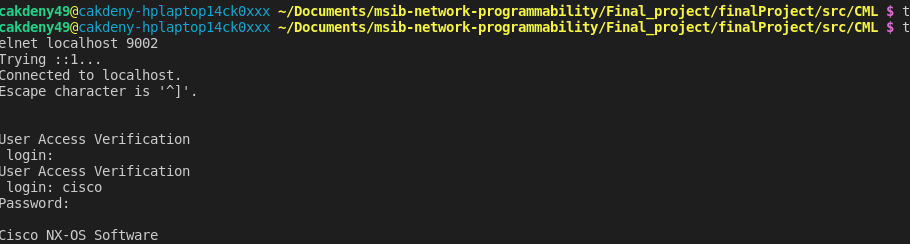 cakdeny49@cakdeny-hplaptop14ck0xxx ~/Documents/msib-network-programmability/Final_project/finalProject/src/CML $ t
cakdeny49@cakdeny-hplaptop14ck0xxx ~/Documents/msib-network-programmability/Final_project/finalProject/src/CML $ t
elnet localhost 9002
Trying ::1...
Connected to localhost.
Escape character is '^]'.
User Access Verification
 login:
User Access Verification
 login: cisco
Password:
Cisco NX-OS Software